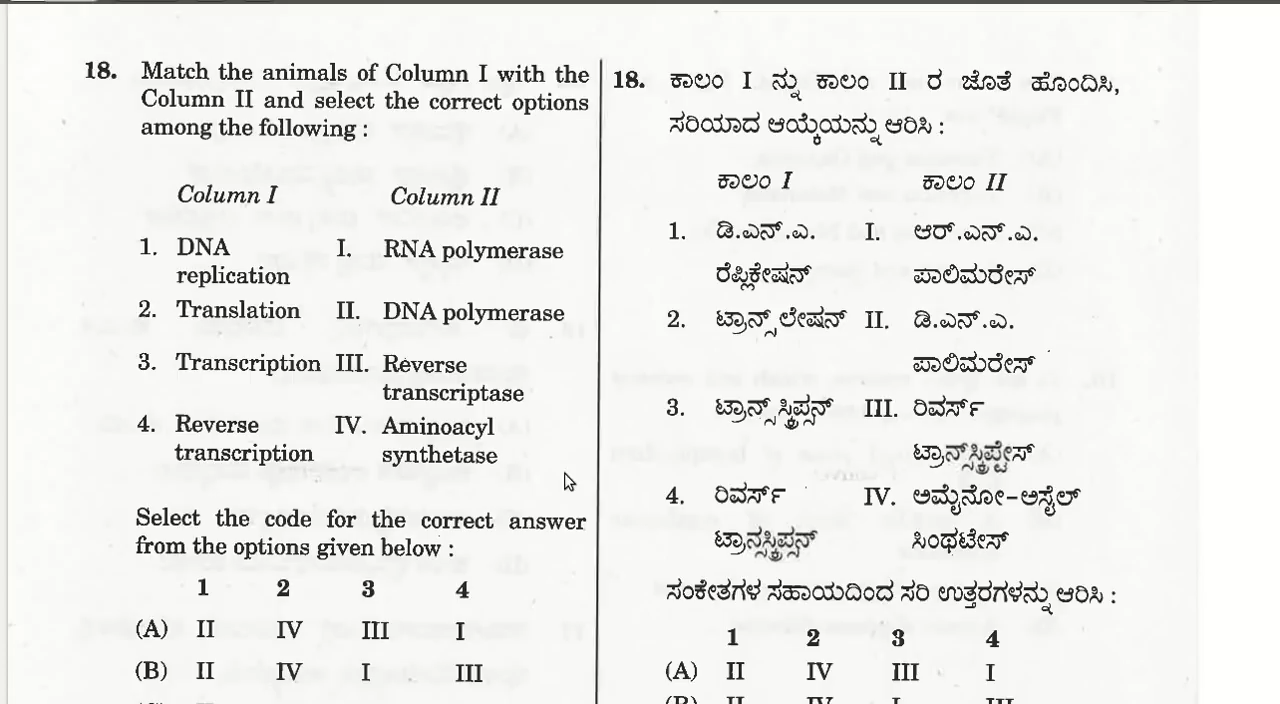 18. Match the animals of Column I with the
Column II and select the correct options
among the following :
Column I Column II
1. DNA I. RNA polymerase
replication
2. Translation II. DNA polymerase
3. Transcription III. Reverse
transcriptase
4. Reverse IV. Aminoacyl
transcription synthetase
Select the code for the correct answer
from the options given below :
1 2 3 4
(A) II IV III I
(B) II IV I III
18. ಕಾಲಂ I ನ್ನು ಕಾಲಂ II ರ ಜೊತೆ ಹೊಂದಿಸಿ,
ಸರಿಯಾದ ಆಯ್ಕೆಯನ್ನು ಆರಿಸಿ :
ಕಾಲಂ I ಕಾಲಂ II
1. ಡಿ.ಎನ್.ಎ. I. ಆರ್.ಎನ್.ಎ.
ರೆಪ್ಲಿಕೇಷನ್ ಪಾಲಿಮರೇಸ್
2. ಟ್ರಾನ್ಸ್‌ಲೇಷನ್ II. ಡಿ.ಎನ್.ಎ.
ಪಾಲಿಮರೇಸ್
3. ಟ್ರಾನ್ಸ್‌ಸ್ಕ್ರಿಪ್ಸನ್ III. ರಿವರ್ಸ್
ಟ್ರಾನ್‌ಸ್ಕ್ರಿಪ್ಟೇಸ್
4. ರಿವರ್ಸ್ IV. ಅಮೈನೋ-ಅಸೈಲ್
ಟ್ರಾನ್ಸ್‌ಸ್ಕ್ರಿಪ್ಸನ್ ಸಿಂಥಟೇಸ್
ಸಂಕೇತಗಳ ಸಹಾಯದಿಂದ ಸರಿ ಉತ್ತರಗಳನ್ನು ಆರಿಸಿ :
1 2 3 4
(A) II IV III I
(B) II IV I III